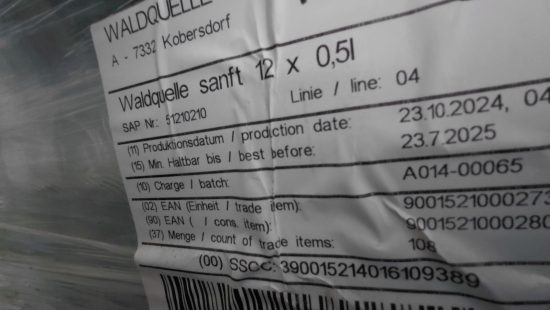 WALDQUELLE
A - 7332 Kobersdorf
Waldquelle sanft 12 x 0,5l
SAP Nr.: 51210210
Linie / line: 04
(11) Produktionsdatum / production date: 23.10.2024, 04
(15) Min. Haltbar bis / best before: 23.7.2025
(10) Charge / batch: A014-00065
(02) EAN (Einheit / trade item): 9001521000273
(90) EAN ( / cons. item): 9001521000280
(37) Menge / count of trade items: 108
(00) SSCC: 390015214016109389